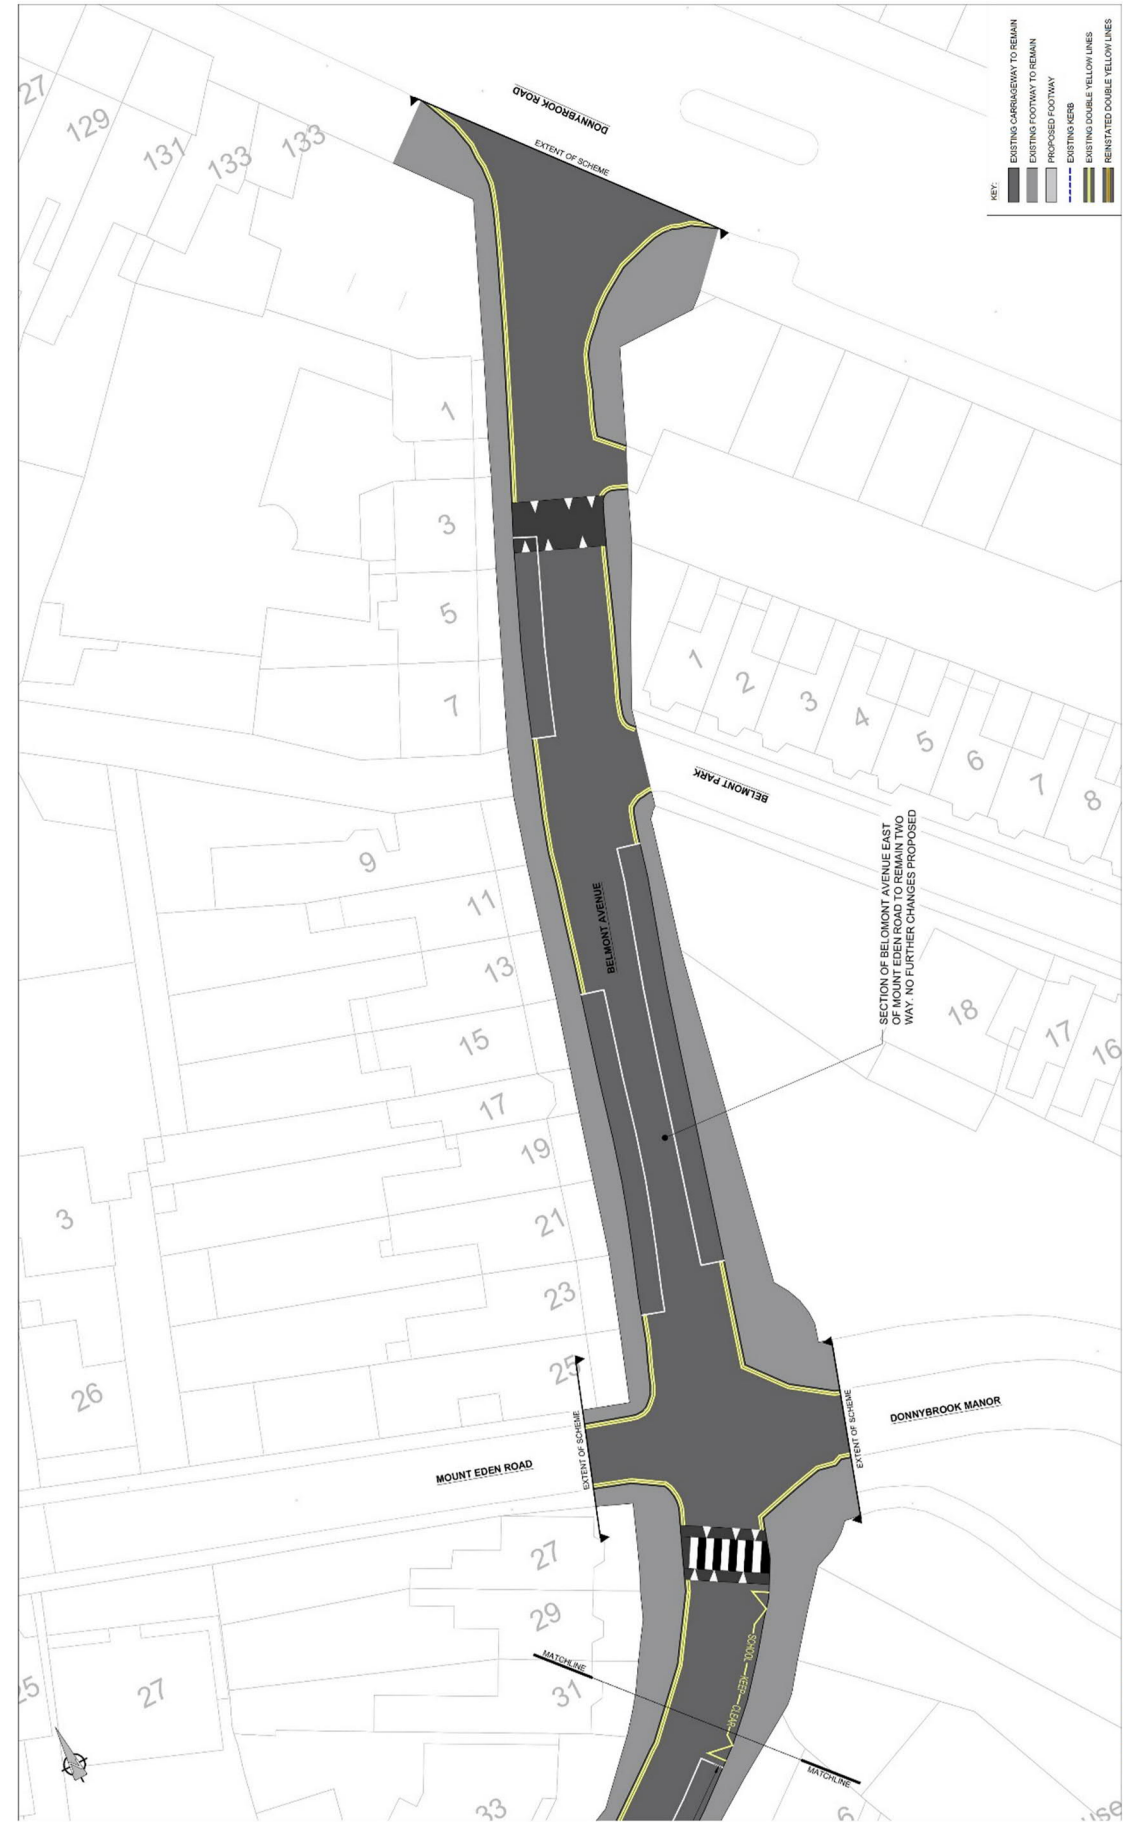 27
129
131
133
133
DONNYBROOK ROAD
EXTENT OF SCHEME
KEY:
EXISTING CARRIAGEWAY TO REMAIN
EXISTING FOOTWAY TO REMAIN
PROPOSED FOOTWAY
EXISTING KERB
EXISTING DOUBLE YELLOW LINES
REINSTATED DOUBLE YELLOW LINES
1
3
5
7
1
2
3
4
5
6
7
8
BELMONT PARK
9
11
13
15
17
19
21
23
25
BELMONT AVENUE
SECTION OF BELOMONT AVENUE EAST
OF MOUNT EDEN ROAD TO REMAIN TWO
WAY. NO FURTHER CHANGES PROPOSED
18
17
16
3
26
MOUNT EDEN ROAD
EXTENT OF SCHEME
EXTENT OF SCHEME
DONNYBROOK MANOR
27
29
31
33
25
27
MATCHLINE
SCHOOL KEEP CLEAR
MATCHLINE
6
use